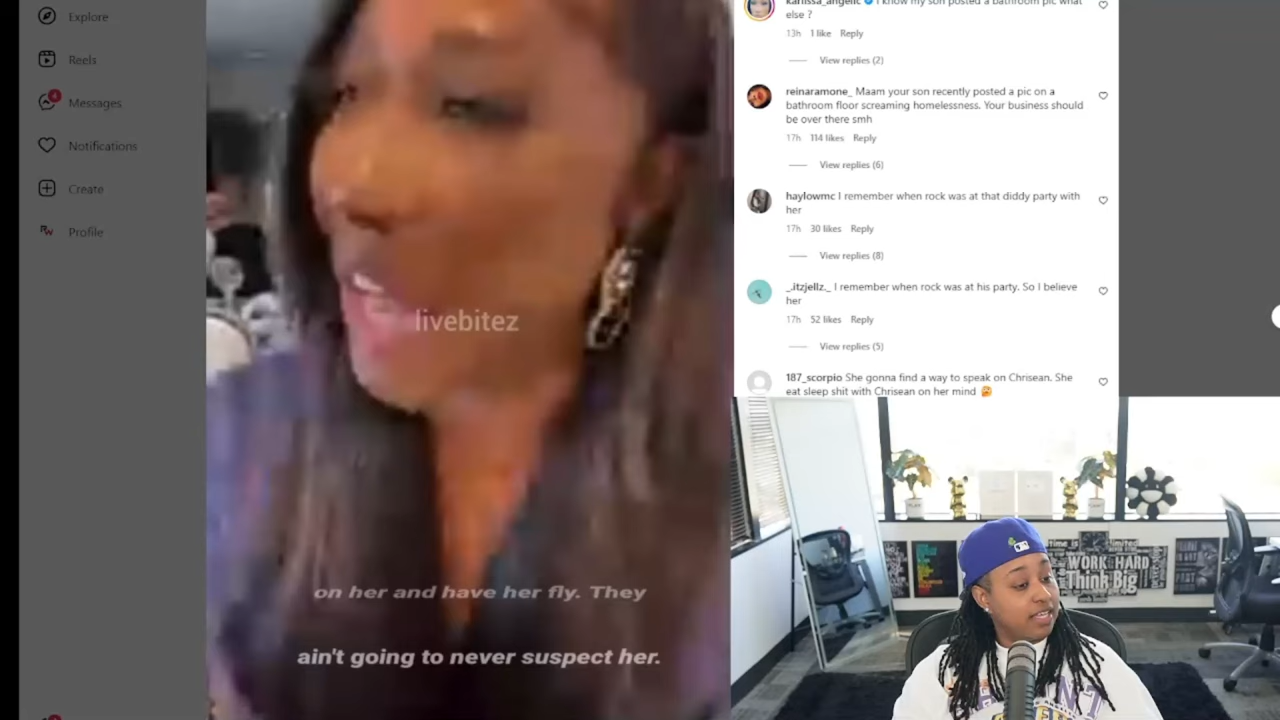 Explore
Reels
4
Messages
Notifications
Create
Profile
livebitez
on her and have her fly. They
ain't going to never suspect her.
karlissa_angelic I know my son posted a bathroom pic what
else ?
13h 1 like Reply
View replies (2)
reinaramone_ Maam your son recently posted a pic on a
bathroom floor screaming homelessness. Your business should
be over there smh
17h 114 likes Reply
View replies (6)
haylowmc I remember when rock was at that diddy party with
her
17h 30 likes Reply
View replies (8)
_.itzjellz._ I remember when rock was at his party. So I believe
her
17h 52 likes Reply
View replies (5)
187_scorpio She gonna find a way to speak on Chrisean. She
eat sleep shit with Chrisean on her mind
WORK HARD
Think Big